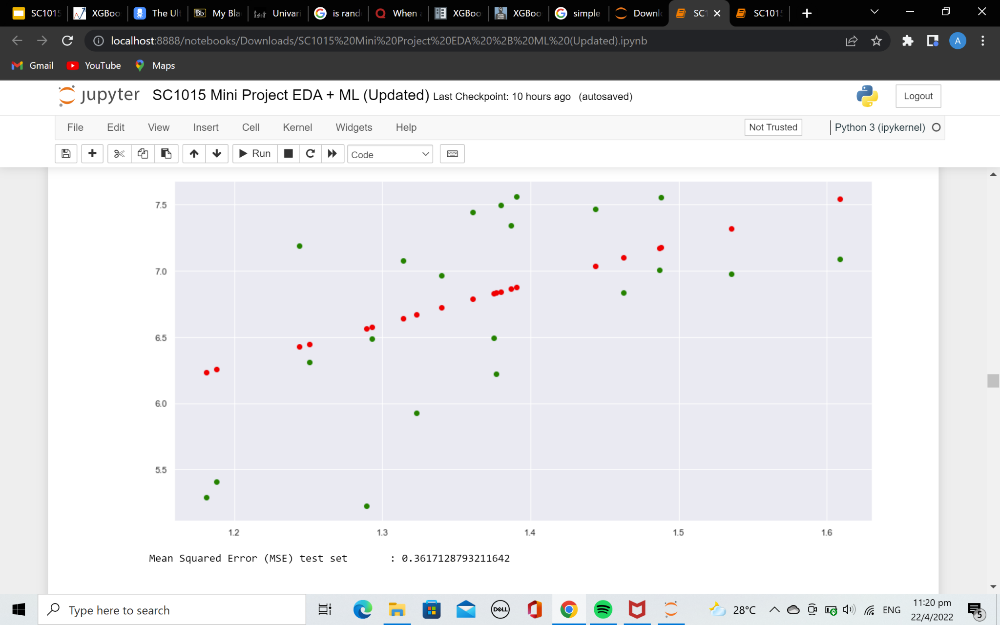 SC1015 XGBoo The Ult Bb My Bla Univari is rand When a XGBoo XGBoo simple Downlo SC1 SC1015
localhost:8888/notebooks/Downloads/SC1015%20Mini%20Project%20EDA%20%2B%20ML%20(Updated).ipynb A
Gmail YouTube Maps
jupyter SC1015 Mini Project EDA + ML (Updated) Last Checkpoint: 10 hours ago (autosaved) Logout
File Edit View Insert Cell Kernel Widgets Help Not Trusted Python 3 (ipykernel)
Run Code
7.5
7.0
6.5
6.0
5.5
1.2 1.3 1.4 1.5 1.6
Mean Squared Error (MSE) test set : 0.3617128793211642
Type here to search DELL 28°C ENG 11:20 pm
22/4/2022 5